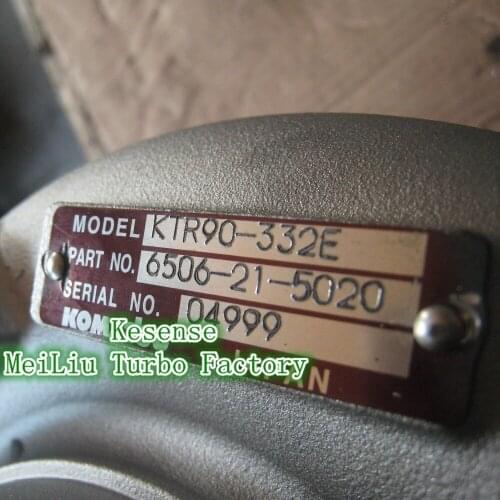 MODEL KTR90-332E
PART NO. 6506-21-5020
SERIAL NO. 04999
Kesense
MeiLiu Turbo Factory